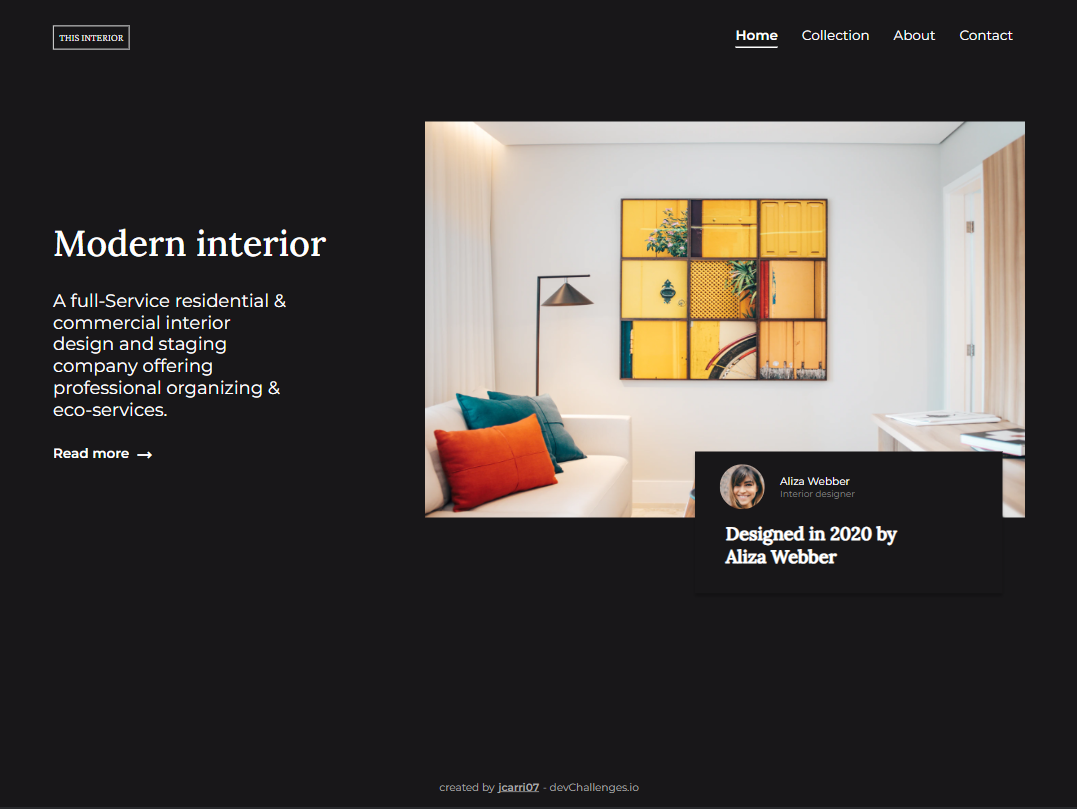 THIS INTERIOR
Home Collection About Contact
Modern interior
A full-Service residential &
commercial interior
design and staging
company offering
professional organizing &
eco-services.
Read more →
Aliza Webber
Interior designer
Designed in 2020 by
Aliza Webber
created by jcarri07 - devChallenges.io